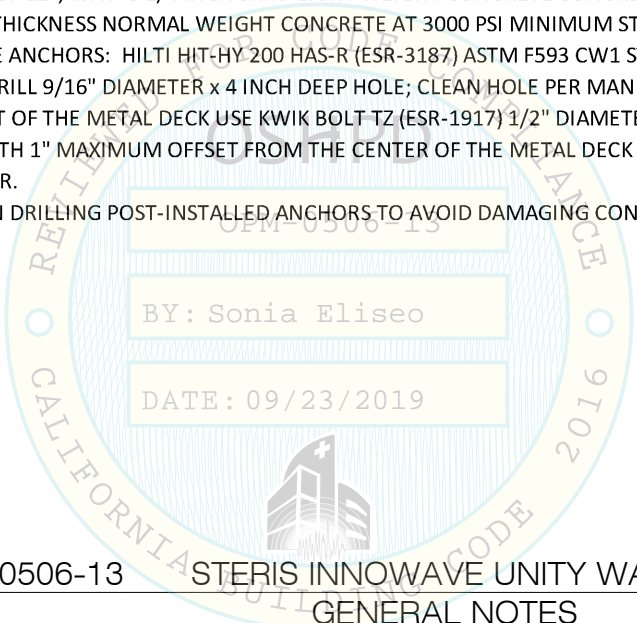 THICKNESS NORMAL WEIGHT CONCRETE AT 3000 PSI MINIMUM ST
E ANCHORS: HILTI HIT-HY 200 HAS-R (ESR-3187) ASTM F593 CW1 S
RILL 9/16" DIAMETER x 4 INCH DEEP HOLE; CLEAN HOLE PER MAN
T OF THE METAL DECK USE KWIK BOLT TZ (ESR-1917) 1/2" DIAMETE
TH 1" MAXIMUM OFFSET FROM THE CENTER OF THE METAL DECK
R.
N DRILLING POST-INSTALLED ANCHORS TO AVOID DAMAGING CON
REVIEWED FOR CODE COMPLIANCE
OSHPD
OPM-0506-13
BY: Sonia Eliseo
DATE: 09/23/2019
CALIFORNIA BUILDING CODE 2016
0506-13 STERIS INNOWAVE UNITY WA
GENERAL NOTES